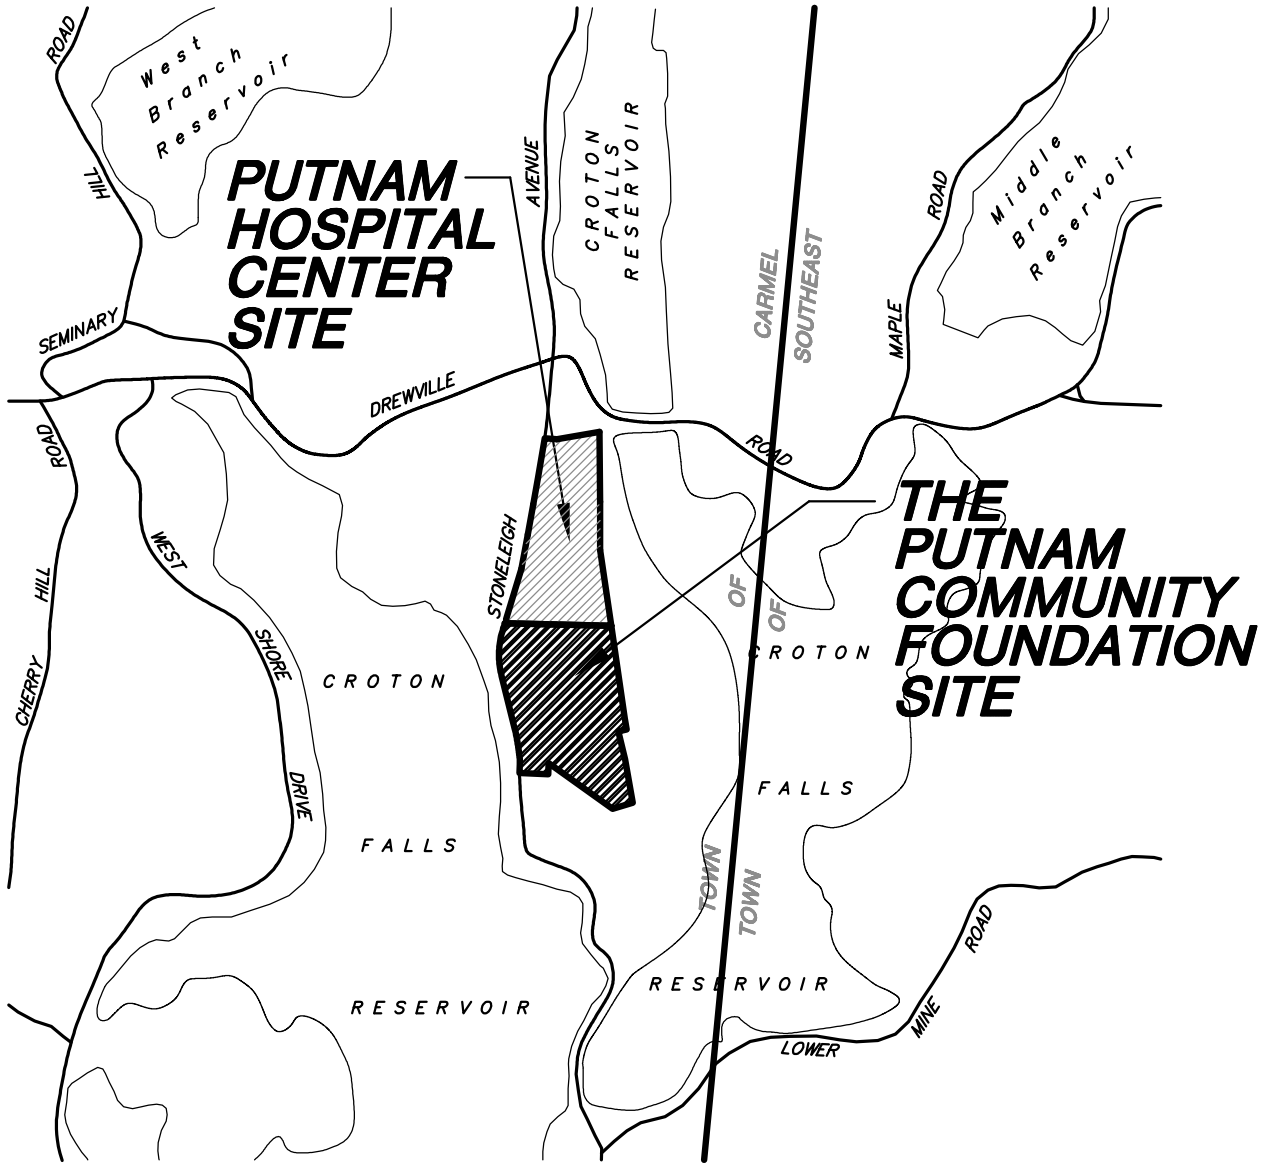 ROAD
HILL
West
Branch
Reservoir
PUTNAM
HOSPITAL
CENTER
SITE
AVENUE
CROTON
FALLS
RESERVOIR
CARMEL
SOUTHEAST
ROAD
MAPLE
Middle
Branch
Reservoir
SEMINARY
DREWVILLE
ROAD
ROAD
HILL
CHERRY
WEST
SHORE
DRIVE
STONELEIGH
THE
PUTNAM
COMMUNITY
FOUNDATION
SITE
OF
OF
CROTON
CROTON
FALLS
FALLS
TOWN
TOWN
RESERVOIR
RESERVOIR
ROAD
MINE
LOWER